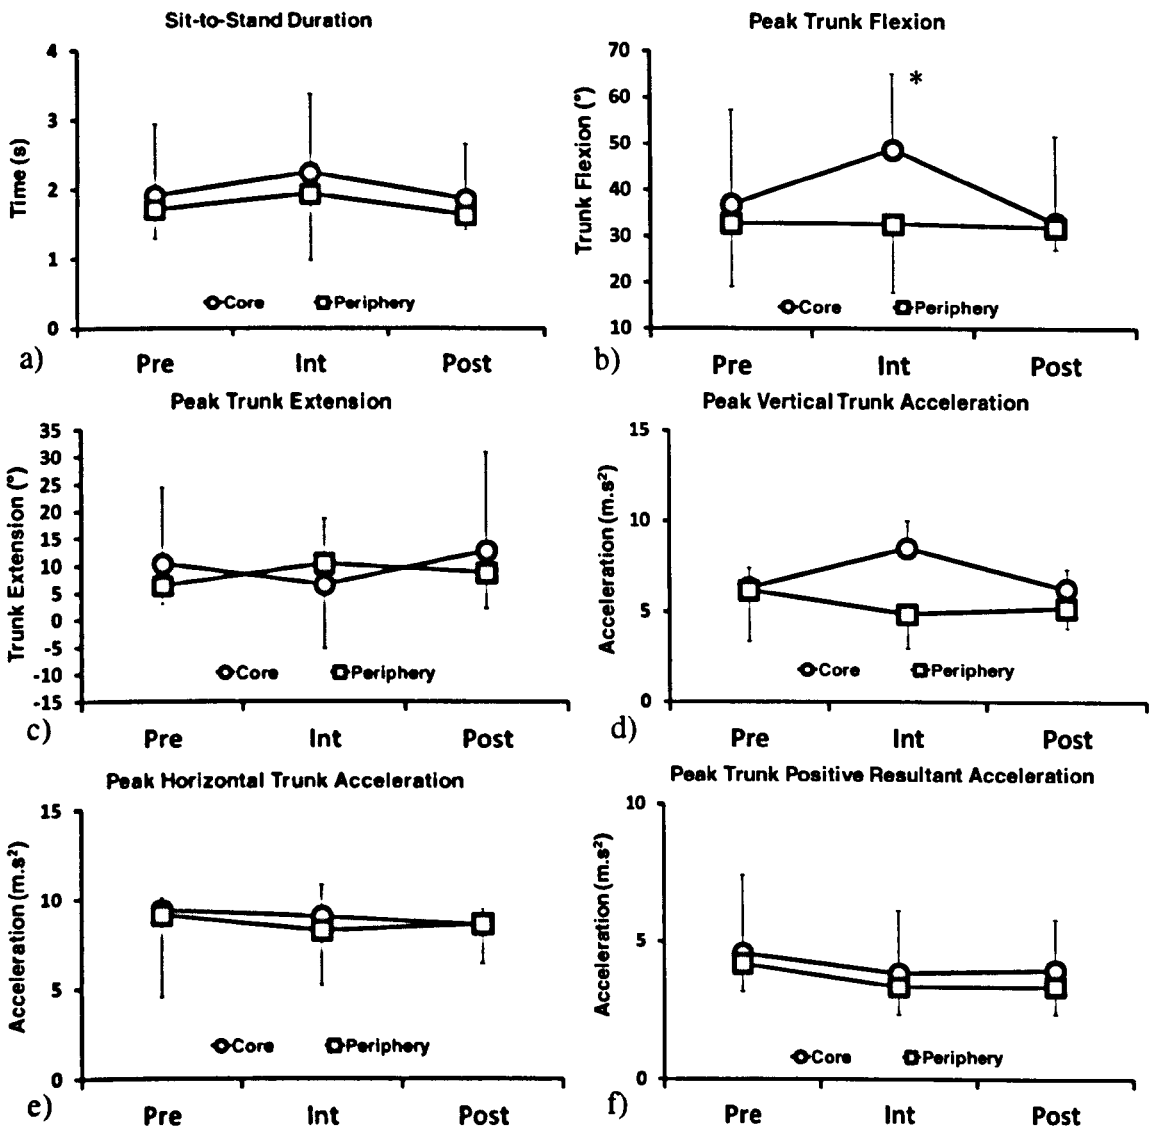 Sit-to-Stand Duration
4
3
2
1
0
Time (s)
Core Periphery
a) Pre Int Post
Peak Trunk Flexion
70
60
50
40
30
20
10
Trunk Flexion (°)
*
Core Periphery
b) Pre Int Post
Peak Trunk Extension
35
30
25
20
15
10
5
0
-5
-10
-15
Trunk Extension (°)
Core Periphery
c) Pre Int Post
Peak Vertical Trunk Acceleration
15
10
5
0
Acceleration (m.s²)
Core Periphery
d) Pre Int Post
Peak Horizontal Trunk Acceleration
15
10
5
0
Acceleration (m.s²)
Core Periphery
e) Pre Int Post
Peak Trunk Positive Resultant Acceleration
10
5
0
Acceleration (m.s²)
Core Periphery
f) Pre Int Post